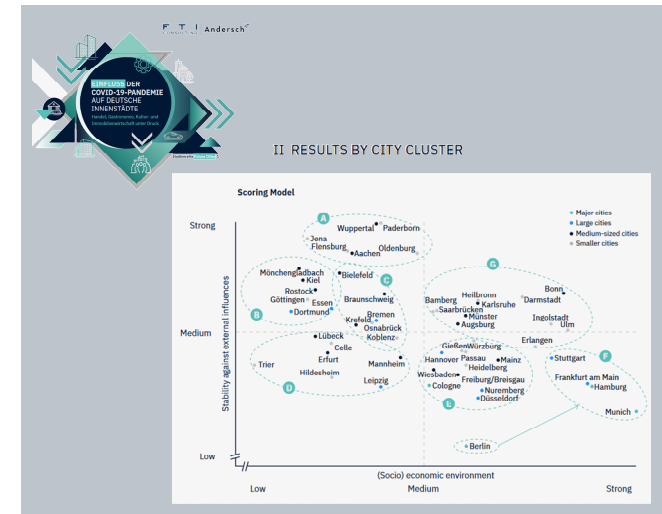 F T I
CONSULTING
Andersch
EINFLUSS DER
COVID-19-PANDEMIE
AUF DEUTSCHE
INNENSTÄDTE
Handel, Gastronomie, Kultur- und
Immobilienwirtschaft unter Druck
II RESULTS BY CITY CLUSTER
Scoring Model
Strong
Medium
Low
Stability against external influences
Major cities
Large cities
Medium-sized cities
Smaller cities
A
Wuppertal
Paderborn
Jena
Flensburg
Aachen
Oldenburg
Mönchengladbach
Kiel
Rostock
Göttingen
Essen
Dortmund
B
Bielefeld
C
Braunschweig
Bremen
Krefeld
Osnabrück
Koblenz
Lübeck
Celle
Trier
Erfurt
Mannheim
Hildesheim
Leipzig
D
G
Bonn
Heilbronn
Bamberg
Karlsruhe
Darmstadt
Saarbrücken
Münster
Augsburg
Ingolstadt
Ulm
Erlangen
Gießen
Würzburg
Hannover
Passau
Mainz
Heidelberg
Wiesbaden
Freiburg/Breisgau
Cologne
Nuremberg
Düsseldorf
E
Stuttgart
F
Frankfurt am Main
Hamburg
Munich
Berlin
(Socio) economic environment
Low
Medium
Strong